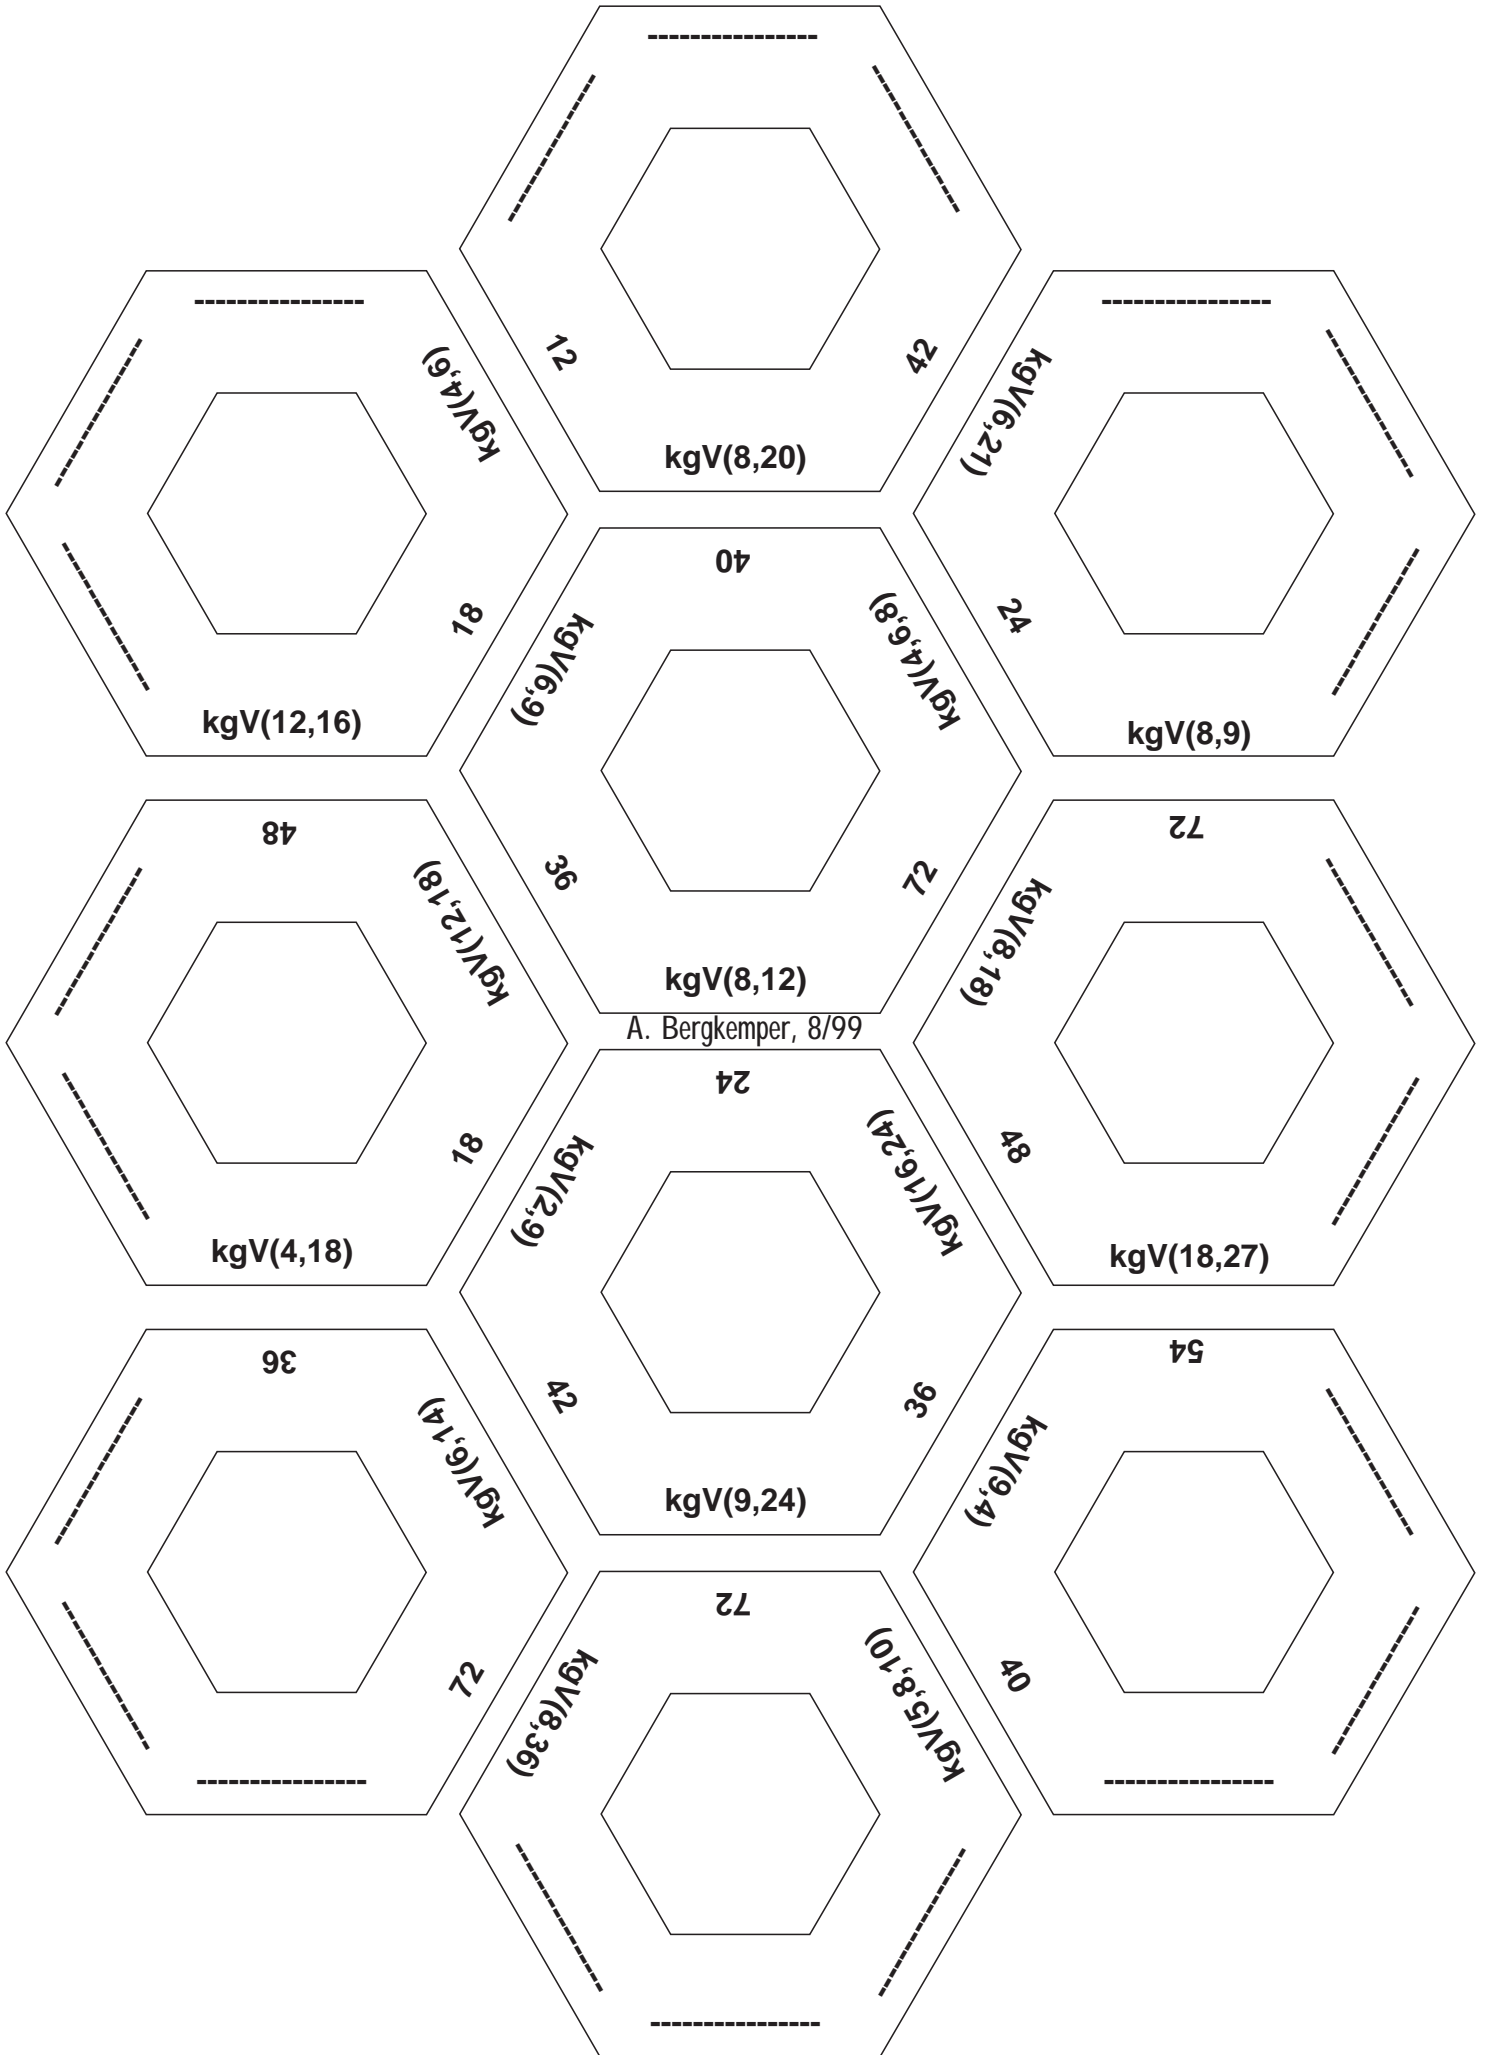 12
42
kgV(8,20)
kgV(4,6)
18
kgV(12,16)
kgV(6,21)
24
kgV(8,9)
40
kgV(6,9)
kgV(4,6,8)
36
72
kgV(8,12)
A. Bergkemper, 8/99
48
kgV(12,18)
18
kgV(4,18)
72
kgV(8,18)
48
kgV(18,27)
24
kgV(2,9)
kgV(16,24)
42
36
kgV(9,24)
36
kgV(6,14)
72
54
kgV(9,4)
40
72
kgV(8,36)
kgV(5,8,10)